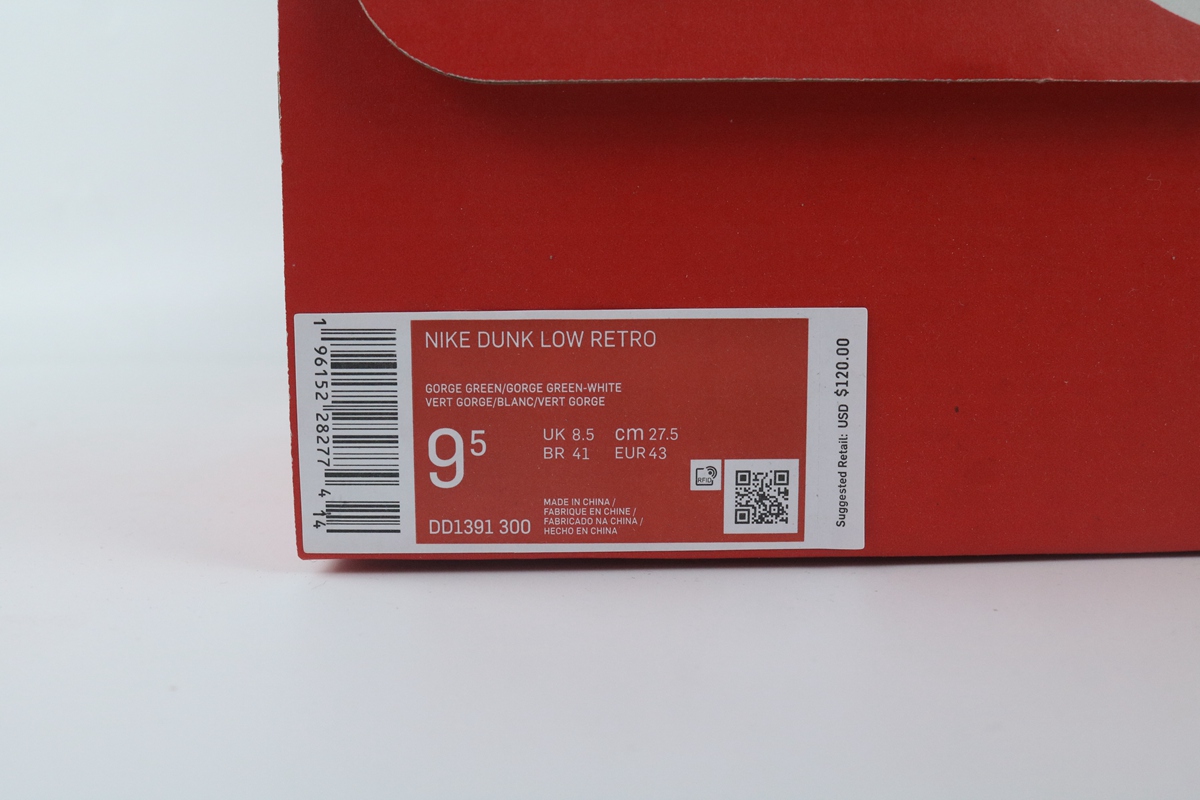 1 96152 28277 4 14
NIKE DUNK LOW RETRO
GORGE GREEN/GORGE GREEN-WHITE
VERT GORGE/BLANC/VERT GORGE
9 5
UK 8.5 cm 27.5
BR 41 EUR 43
RFID
DD1391 300
MADE IN CHINA /
FABRIQUE EN CHINE /
FABRICADO NA CHINA /
HECHO EN CHINA
Suggested Retail: USD $120.00